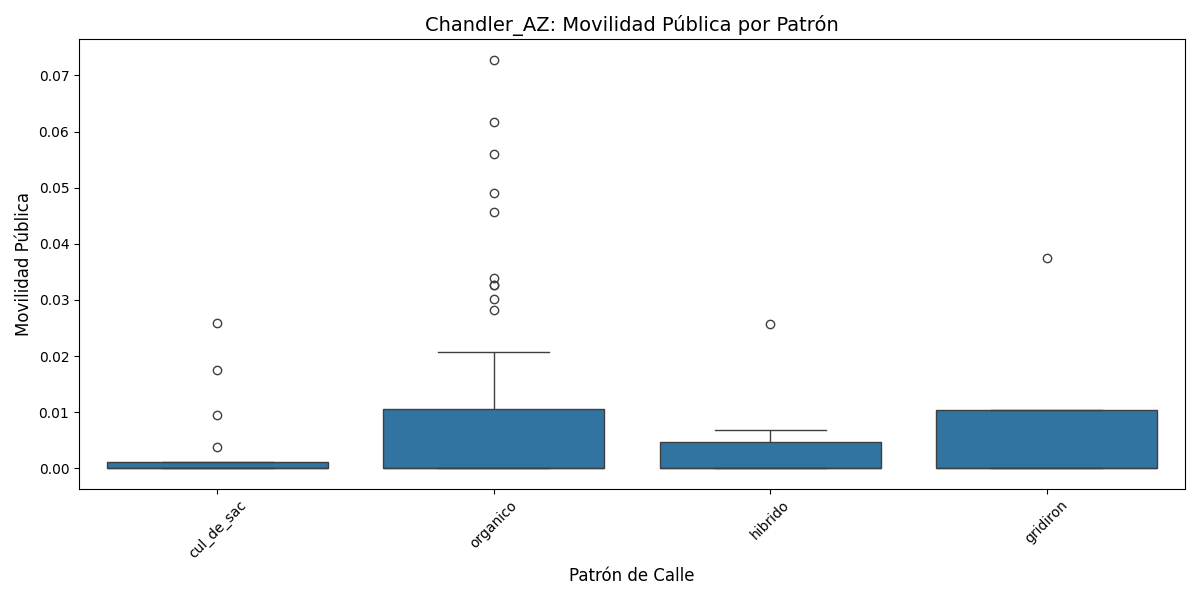 Chandler_AZ: Movilidad Pública por Patrón
Movilidad Pública
0.07
0.06
0.05
0.04
0.03
0.02
0.01
0.00
cul_de_sac
organico
hibrido
gridiron
Patrón de Calle